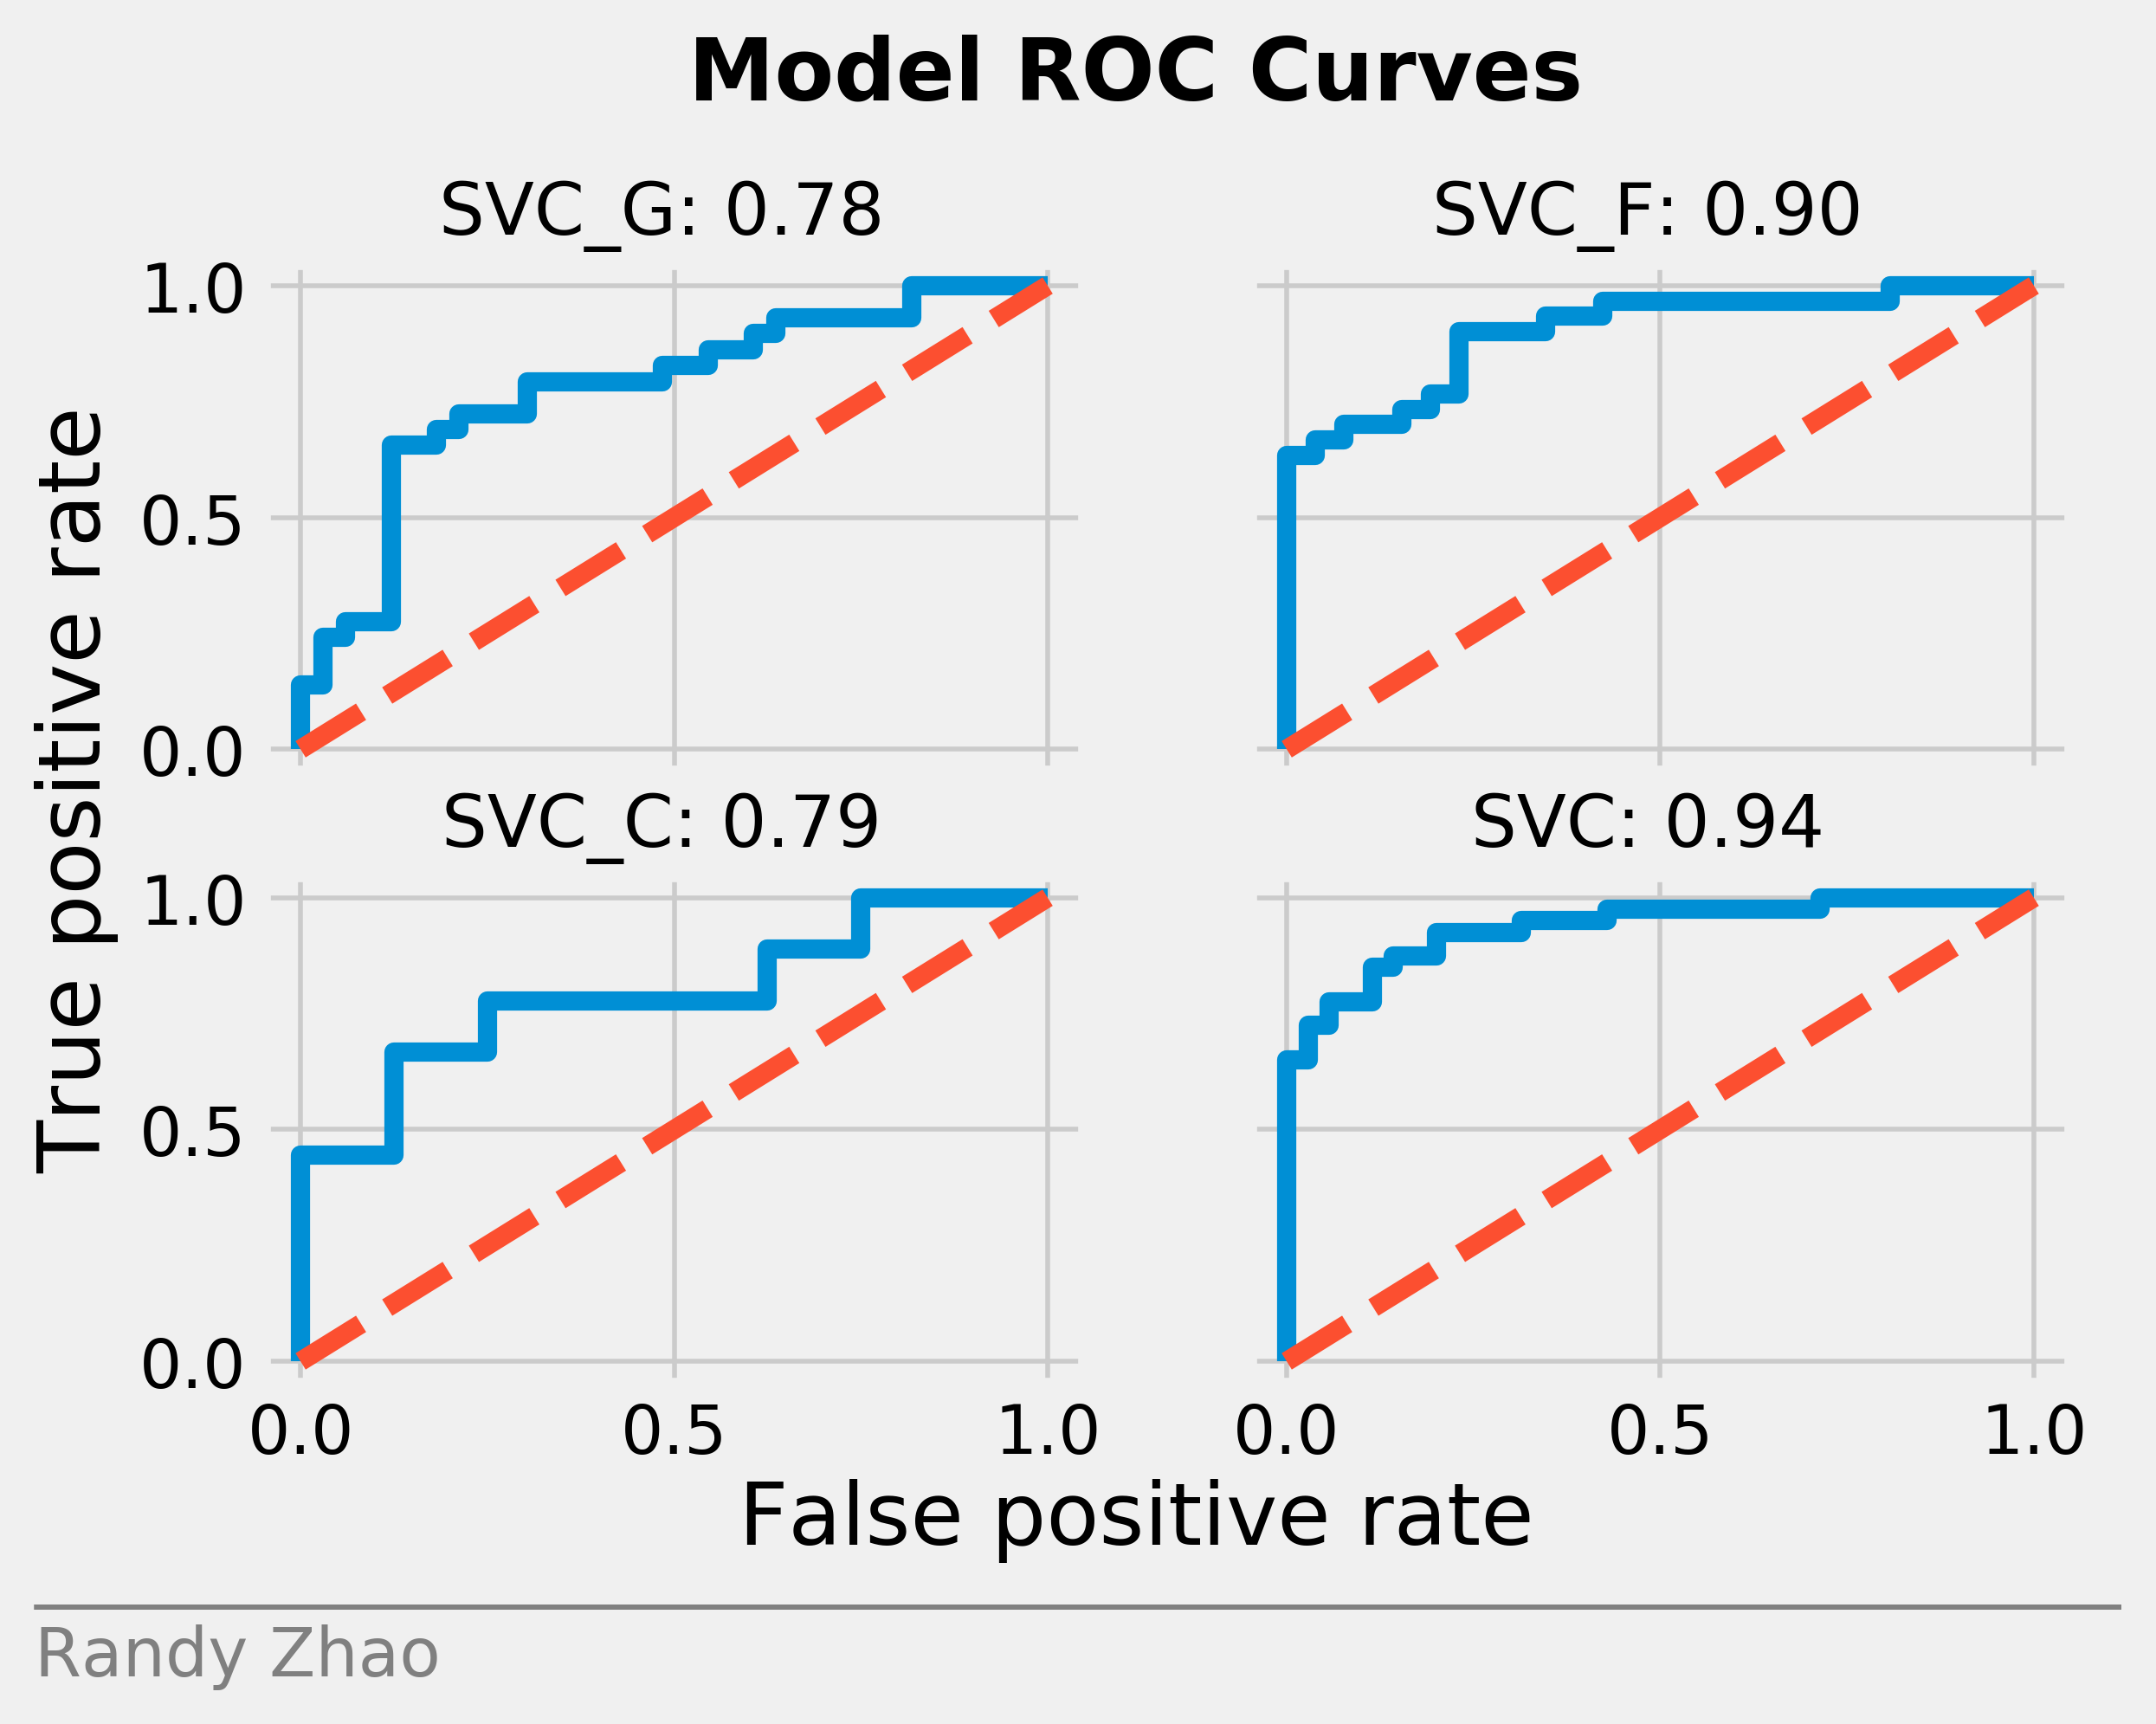 Model ROC Curves
SVC_G: 0.78
SVC_F: 0.90
1.0
0.5
0.0
SVC_C: 0.79
SVC: 0.94
1.0
0.5
0.0
0.0 0.5 1.0 0.0 0.5 1.0
True positive rate
False positive rate
Randy Zhao